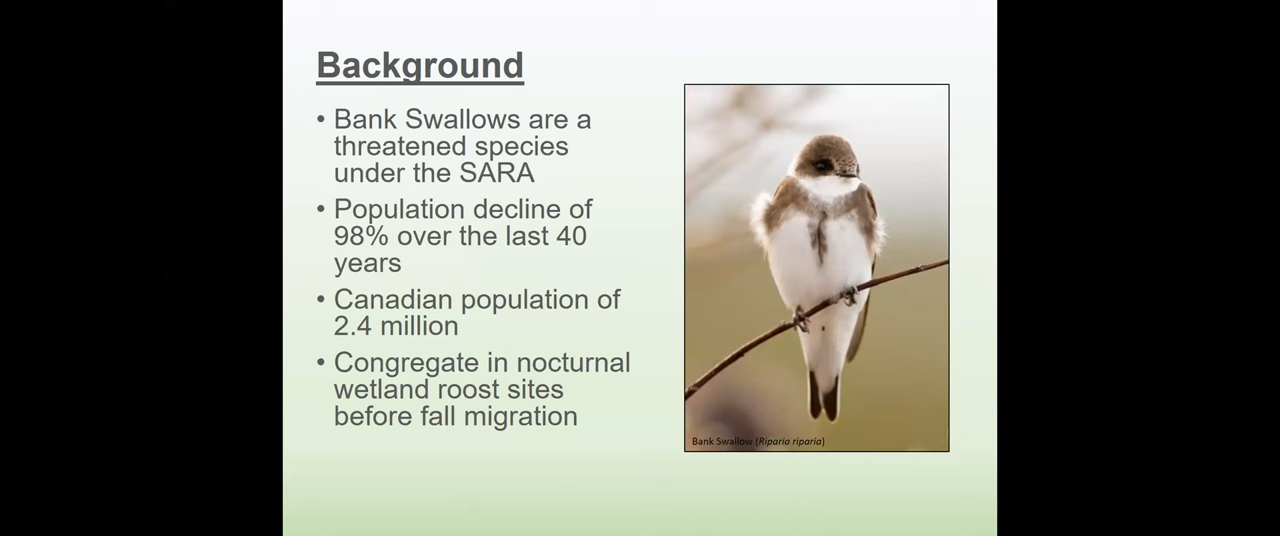 Background
• Bank Swallows are a
threatened species
under the SARA
• Population decline of
98% over the last 40
years
• Canadian population of
2.4 million
• Congregate in nocturnal
wetland roost sites
before fall migration
Bank Swallow (Riparia riparia)